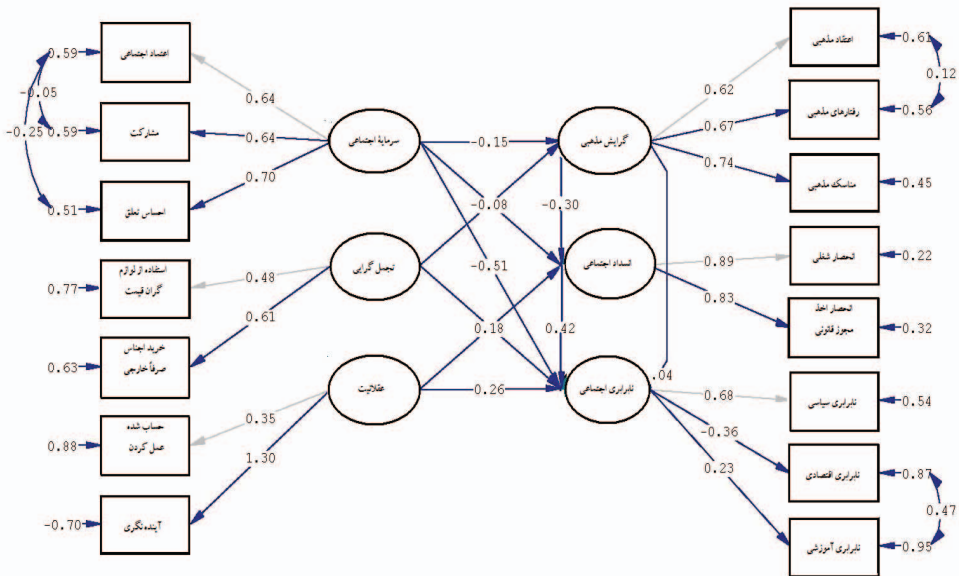 0.59
اعتماد اجتماعی
-0.05
-0.25
0.59
مشارکت
0.51
احساس تعلق
0.77
استفاده از لوازم
گران قیمت
0.63
خرید اجناس
صرفاً خارجی
0.88
حساب شده
عمل کردن
-0.70
آینده نگری
0.64
0.64
0.70
0.48
0.61
0.35
1.30
سرمایهٔ اجتماعی
تجمل گرایی
عقلانیت
-0.15
-0.08
-0.30
-0.51
0.18
0.42
0.26
.04
گرایش مذهبی
انسداد اجتماعی
نابرابری اجتماعی
0.62
0.67
0.74
0.89
0.83
0.68
-0.36
0.23
اعتقاد مذهبی
0.61
0.12
رفتارهای مذهبی
0.56
مناسک مذهبی
0.45
انحصار شغلی
0.22
انحصار اخذ
مجوز قانونی
0.32
نابرابری سیاسی
0.54
نابرابری اقتصادی
0.87
0.47
نابرابری آموزشی
0.95